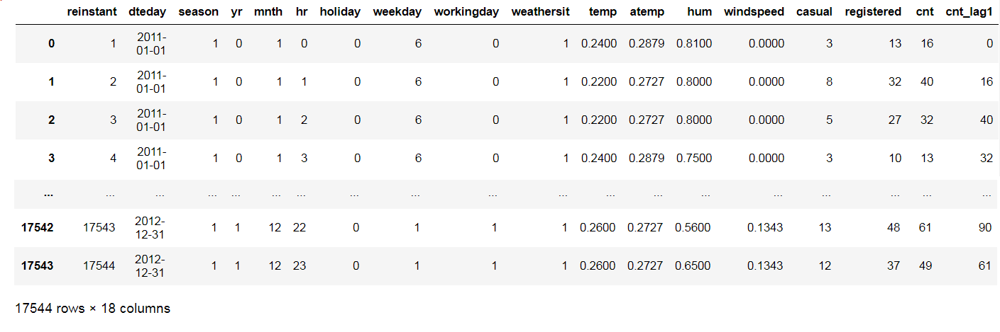 reinstant dteday season yr mnth hr holiday weekday workingday weathersit temp atemp hum windspeed casual registered cnt cnt_lag1
0 1 2011-01-01 1 0 1 0 0 6 0 1 0.2400 0.2879 0.8100 0.0000 3 13 16 0
1 2 2011-01-01 1 0 1 1 0 6 0 1 0.2200 0.2727 0.8000 0.0000 8 32 40 16
2 3 2011-01-01 1 0 1 2 0 6 0 1 0.2200 0.2727 0.8000 0.0000 5 27 32 40
3 4 2011-01-01 1 0 1 3 0 6 0 1 0.2400 0.2879 0.7500 0.0000 3 10 13 32
... ... ... ... ... ... ... ... ... ... ... ... ... ... ... ... ... ... ...
17542 17543 2012-12-31 1 1 12 22 0 1 1 1 0.2600 0.2727 0.5600 0.1343 13 48 61 90
17543 17544 2012-12-31 1 1 12 23 0 1 1 1 0.2600 0.2727 0.6500 0.1343 12 37 49 61
17544 rows × 18 columns